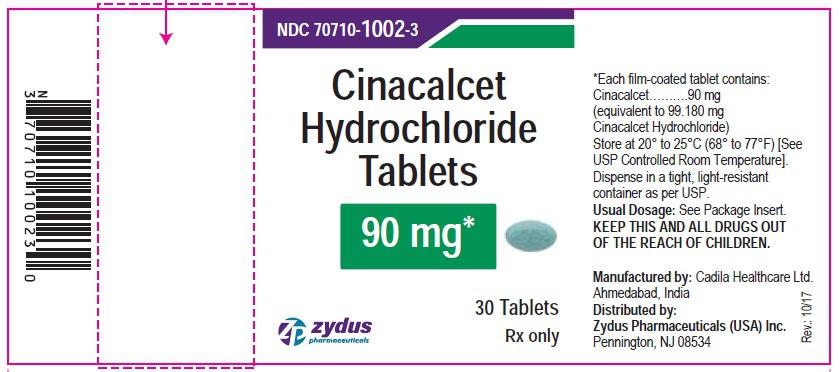 NDC 70710-1002-3
Cinacalcet
Hydrochloride
Tablets
90 mg*
30 Tablets
Rx only
zydus
pharmaceuticals
*Each film-coated tablet contains:
Cinacalcet..........90 mg
(equivalent to 99.180 mg
Cinacalcet Hydrochloride)
Store at 20° to 25°C (68° to 77°F) [See
USP Controlled Room Temperature].
Dispense in a tight, light-resistant
container as per USP.
Usual Dosage: See Package Insert.
KEEP THIS AND ALL DRUGS OUT
OF THE REACH OF CHILDREN.
Manufactured by: Cadila Healthcare Ltd.
Ahmedabad, India
Distributed by:
Zydus Pharmaceuticals (USA) Inc.
Pennington, NJ 08534
Rev.: 10/17
N
3 70710 10023 0